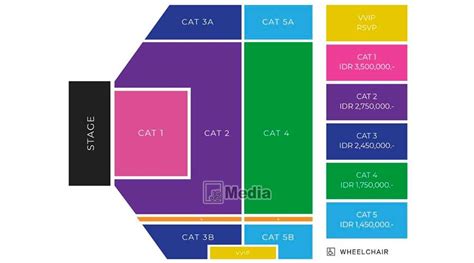 CAT 3A
CAT 5A
STAGE
CAT 1
CAT 2
CAT 4
Media
CAT 3B
CAT 5B
VVIP
VVIP
RSVP
CAT 1
IDR 3,500,000.-
CAT 2
IDR 2,750,000.-
CAT 3
IDR 2,450,000.-
CAT 4
IDR 1,750,000.-
CAT 5
IDR 1,450,000.-
WHEELCHAIR